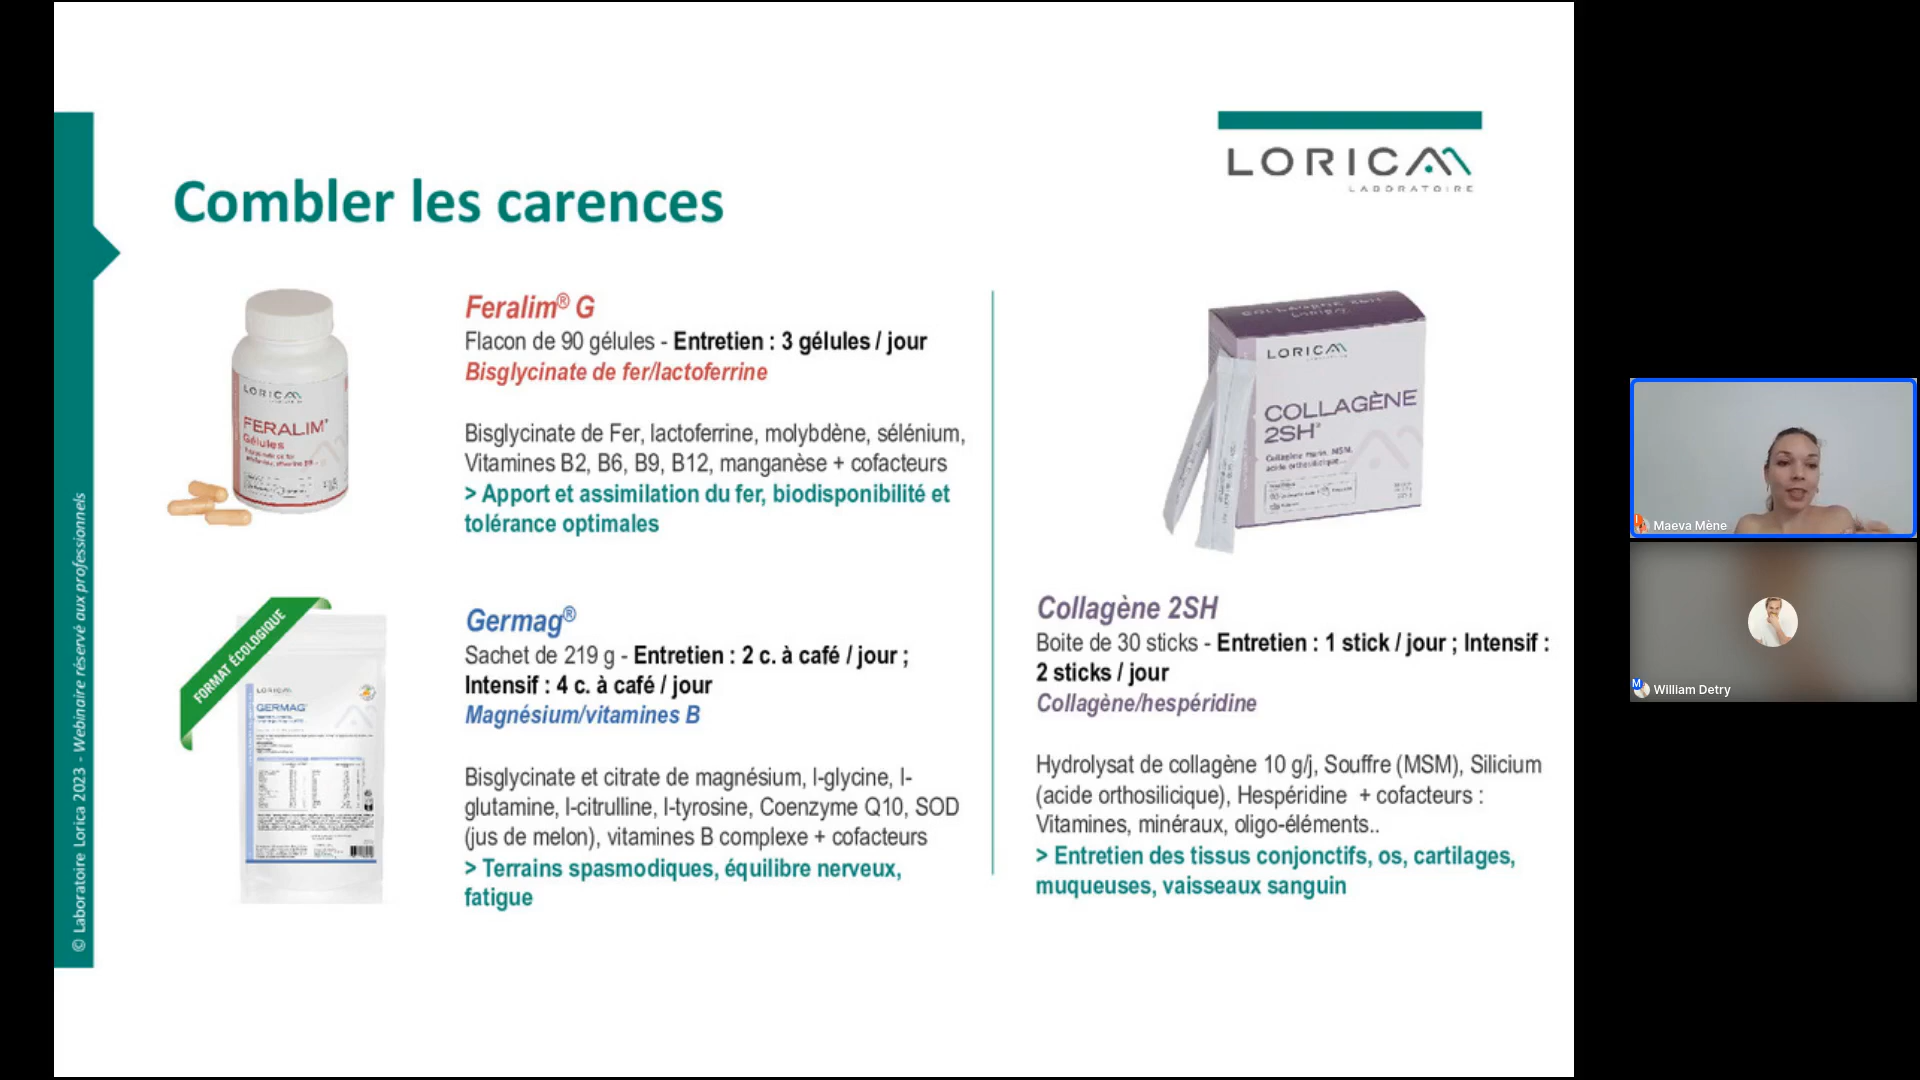 LORICA
LABORATOIRE
Combler les carences
Feralim® G
Flacon de 90 gélules - Entretien : 3 gélules / jour
Bisglycinate de fer/lactoferrine
Bisglycinate de Fer, lactoferrine, molybdène, sélénium,
Vitamines B2, B6, B9, B12, manganèse + cofacteurs
> Apport et assimilation du fer, biodisponibilité et
tolérance optimales
LORICA
FERALIM®
Gélules
Germag®
Sachet de 219 g - Entretien : 2 c. à café / jour ;
Intensif : 4 c. à café / jour
Magnésium/vitamines B
Bisglycinate et citrate de magnésium, l-glycine, l-
glutamine, l-citrulline, l-tyrosine, Coenzyme Q10, SOD
(jus de melon), vitamines B complexe + cofacteurs
> Terrains spasmodiques, équilibre nerveux,
fatigue
FORMAT ÉCOLOGIQUE
LORICA
GERMAG®
LORICA
COLLAGÈNE
2SH®
Collagène marin, MSM,
acide orthosilicique...
Collagène 2SH
Boite de 30 sticks - Entretien : 1 stick / jour ; Intensif :
2 sticks / jour
Collagène/hespéridine
Hydrolysat de collagène 10 g/j, Souffre (MSM), Silicium
(acide orthosilicique), Hespéridine + cofacteurs :
Vitamines, minéraux, oligo-éléments..
> Entretien des tissus conjonctifs, os, cartilages,
muqueuses, vaisseaux sanguin
© Laboratoire Lorica 2023 - Webinaire réservé aux professionnels
Maeva Mène
M
William Detry